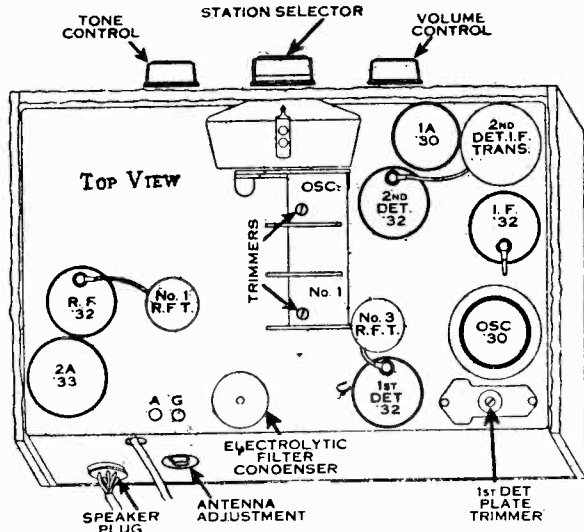 TONE
CONTROL
STATION SELECTOR
VOLUME
CONTROL
TOP VIEW
OSC.
TRIMMERS
No. 1
1A
'30
2ND
DET. I.F.
TRANS.
2ND
DET.
'32
I.F.
'32
R.F.
'32
No. 1
R.F.T.
2A
'33
No. 3
R.F.T.
OSC
'30
1ST
DET
'32
A G
ELECTROLYTIC
FILTER
CONDENSER
SPEAKER
PLUG
ANTENNA
ADJUSTMENT
1ST DET
PLATE
TRIMMER